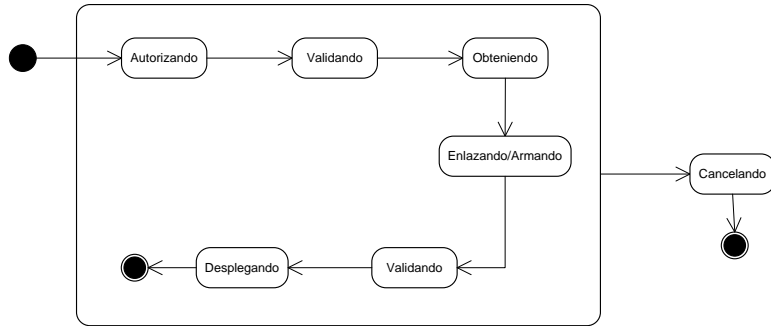 Autorizando
Validando
Obteniendo
Enlazando/Armando
Cancelando
Desplegando
Validando